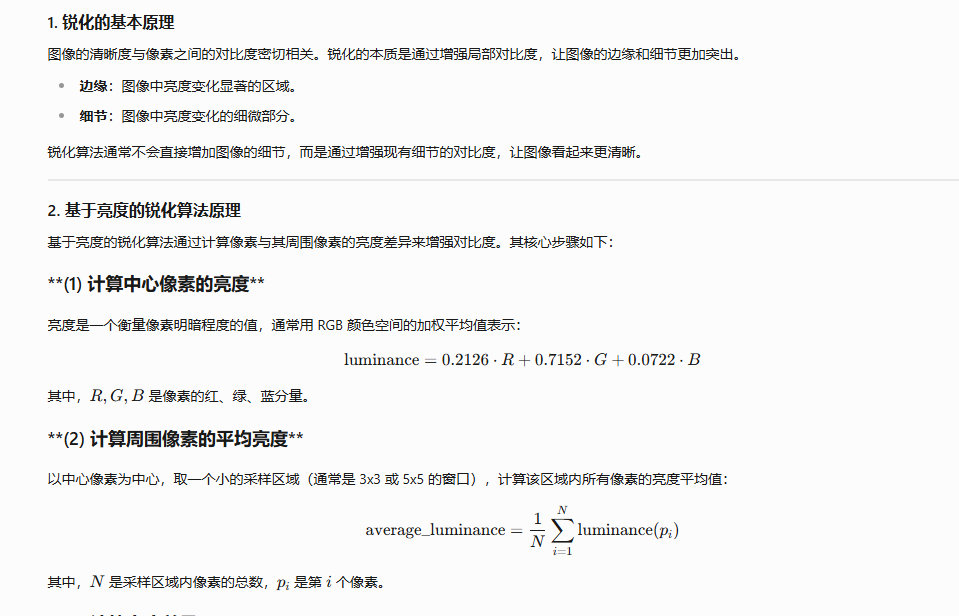 1. 锐化的基本原理
图像的清晰度与像素之间的对比度密切相关。锐化的本质是通过增强局部对比度，让图像的边缘和细节更加突出。
• 边缘：图像中亮度变化显著的区域。
• 细节：图像中亮度变化的细微部分。
锐化算法通常不会直接增加图像的细节，而是通过增强现有细节的对比度，让图像看起来更清晰。
2. 基于亮度的锐化算法原理
基于亮度的锐化算法通过计算像素与其周围像素的亮度差异来增强对比度。其核心步骤如下：
**(1) 计算中心像素的亮度**
亮度是一个衡量像素明暗程度的值，通常用 RGB 颜色空间的加权平均值表示：
luminance = 0.2126 · R + 0.7152 · G + 0.0722 · B
其中，R, G, B 是像素的红、绿、蓝分量。
**(2) 计算周围像素的平均亮度**
以中心像素为中心，取一个小的采样区域（通常是 3x3 或 5x5 的窗口），计算该区域内所有像素的亮度平均值：
average_luminance = \frac{1}{N} \sum_{i=1}^{N} luminance(p_i)
其中，N 是采样区域内像素的总数，p_i 是第 i 个像素。